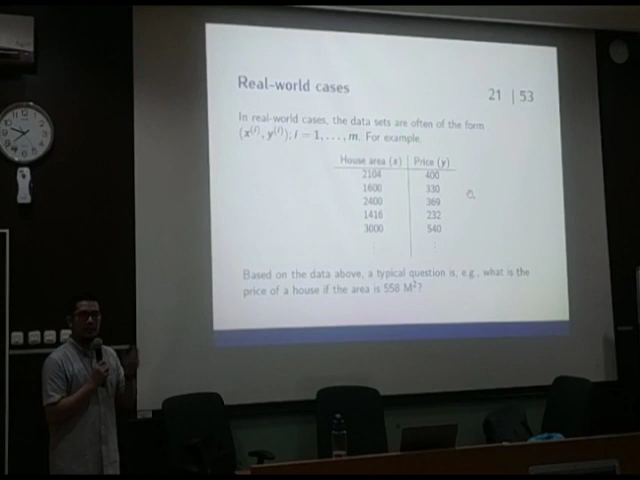 Real-world cases
21 | 53
In real-world cases, the data sets are often of the form
(x⁽ⁱ⁾, y⁽ⁱ⁾); i = 1, . . . , m. For example,
House area (x) Price (y)
2104 400
1600 330
2400 369
1416 232
3000 540
⋮ ⋮
Based on the data above, a typical question is, e.g., what is the
price of a house if the area is 558 M²?